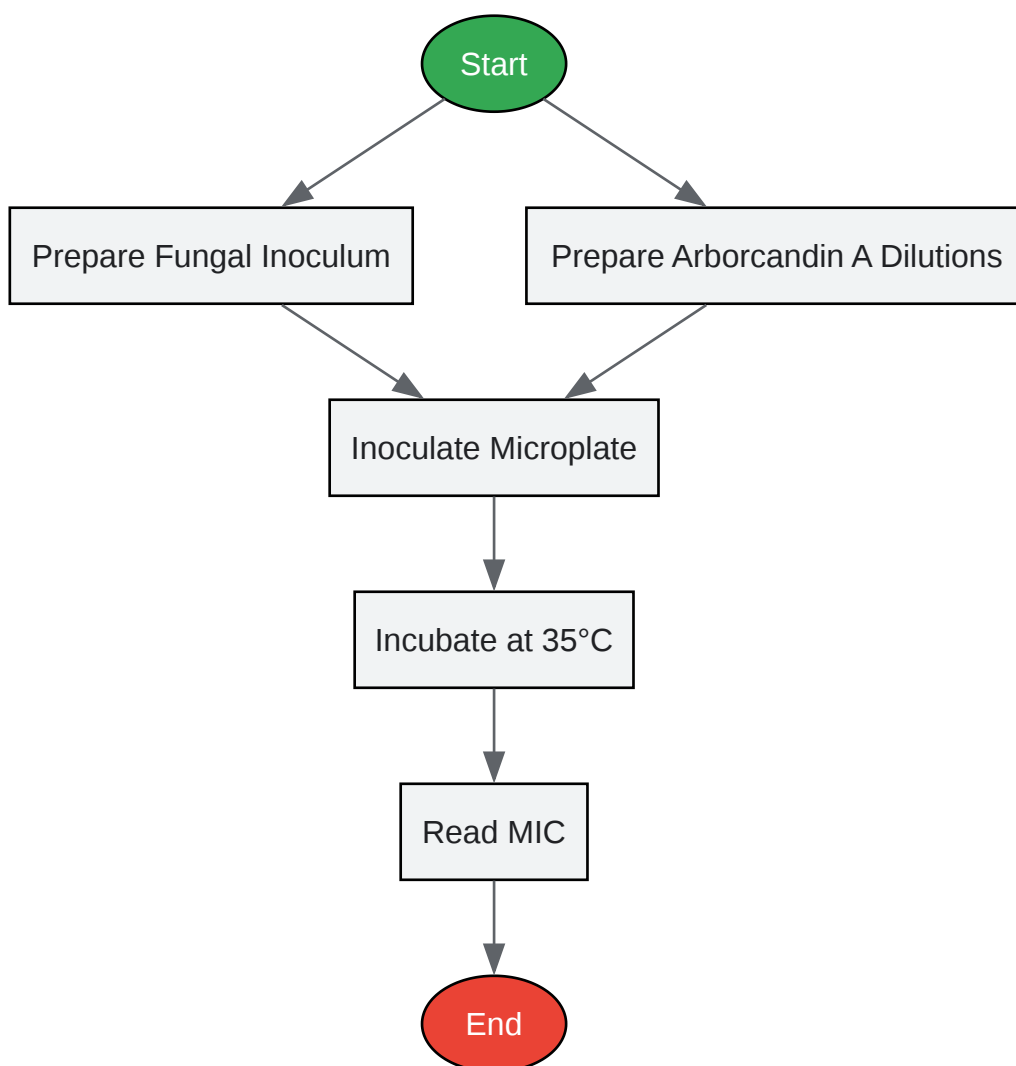 Start
Prepare Fungal Inoculum
Prepare Arborcandin A Dilutions
Inoculate Microplate
Incubate at 35°C
Read MIC
End